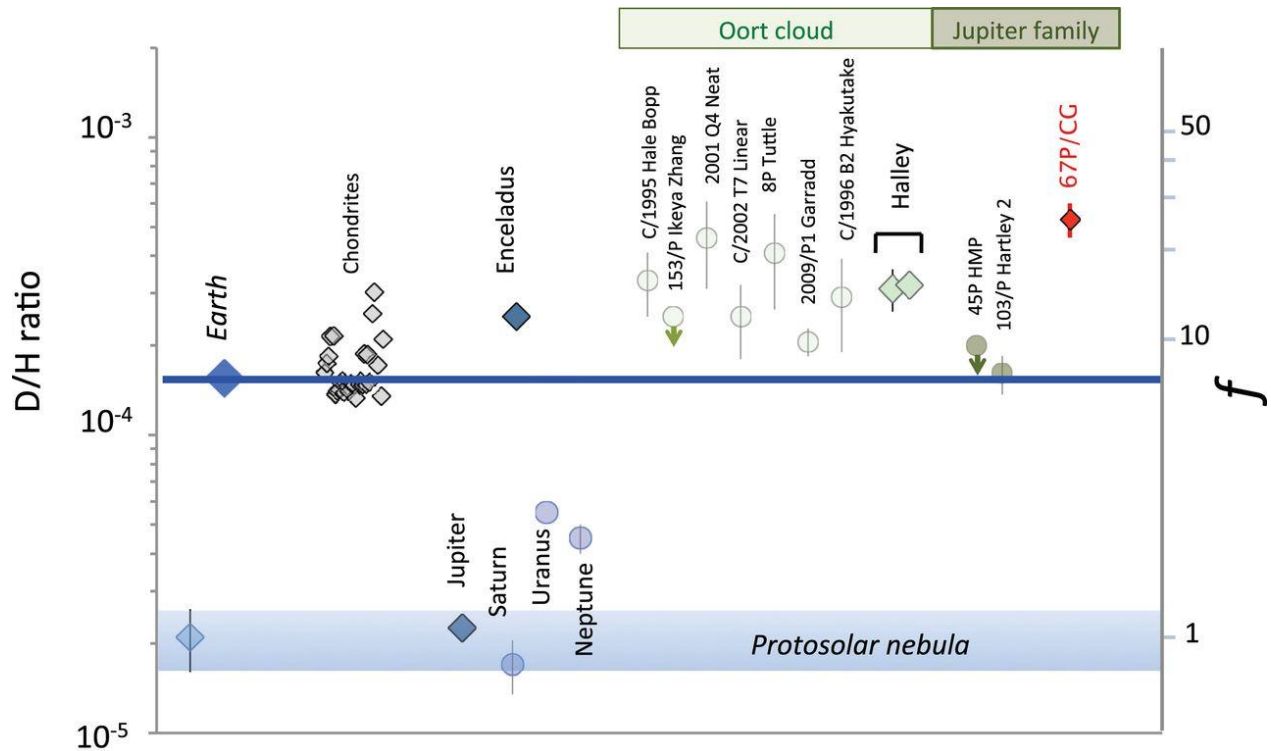 Oort cloud
Jupiter family
D/H ratio
10-3
10-4
10-5
Earth
Chondrites
Enceladus
C/1995 Hale Bopp
153/P Ikeya Zhang
2001 Q4 Neat
C/2002 T7 Linear
8P Tuttle
2009/P1 Garradd
C/1996 B2 Hyakutake
Halley
45P HMP
103/P Hartley 2
67P/CG
50
10
1
f
Jupiter
Saturn
Uranus
Neptune
Protosolar nebula